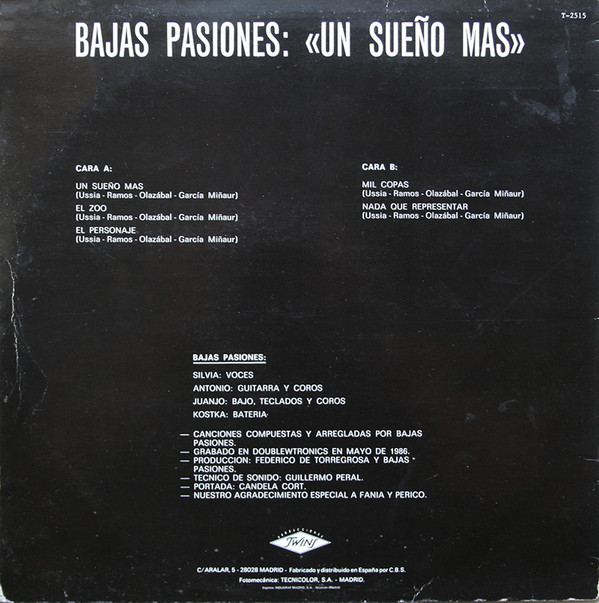 T-2515
BAJAS PASIONES: «UN SUEÑO MAS»
CARA A:
UN SUEÑO MAS
(Ussia - Ramos - Olazábal - García Miñaur)
EL ZOO
(Ussia - Ramos - Olazábal - García Miñaur)
EL PERSONAJE
(Ussia - Ramos - Olazábal - García Miñaur)
CARA B:
MIL COPAS
(Ussia - Ramos - Olazábal - García Miñaur)
NADA QUE REPRESENTAR
(Ussia - Ramos - Olazábal - García Miñaur)
BAJAS PASIONES:
SILVIA: VOCES
ANTONIO: GUITARRA Y COROS
JUANJO: BAJO, TECLADOS Y COROS
KOSTKA: BATERIA
— CANCIONES COMPUESTAS Y ARREGLADAS POR BAJAS
PASIONES.
— GRABADO EN DOUBLEWTRONICS EN MAYO DE 1986.
— PRODUCCION: FEDERICO DE TORREGROSA Y BAJAS
PASIONES.
— TECNICO DE SONIDO: GUILLERMO PERAL.
— PORTADA: CANDELA CORT.
— NUESTRO AGRADECIMIENTO ESPECIAL A FANIA Y PERICO.
PRODUCCIONES
TWINS
C/ARALAR, 5 - 28028 MADRID - Fabricado y distribuido en España por C.B.S.
Fotomecánica: TECNICOLOR, S.A. - MADRID.